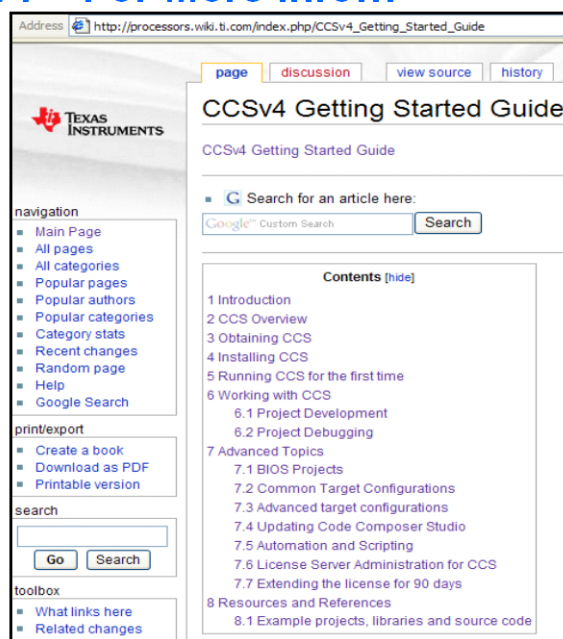 Address http://processors.wiki.ti.com/index.php/CCSv4_Getting_Started_Guide
page discussion view source history
TEXAS
INSTRUMENTS
CCSv4 Getting Started Guide
CCSv4 Getting Started Guide
G Search for an article here:
Google™ Custom Search Search
navigation
Main Page
All pages
All categories
Popular pages
Popular authors
Popular categories
Category stats
Recent changes
Random page
Help
Google Search
print/export
Create a book
Download as PDF
Printable version
search
Go Search
toolbox
What links here
Related changes
Contents [hide]
1 Introduction
2 CCS Overview
3 Obtaining CCS
4 Installing CCS
5 Running CCS for the first time
6 Working with CCS
6.1 Project Development
6.2 Project Debugging
7 Advanced Topics
7.1 BIOS Projects
7.2 Common Target Configurations
7.3 Advanced target configurations
7.4 Updating Code Composer Studio
7.5 Automation and Scripting
7.6 License Server Administration for CCS
7.7 Extending the license for 90 days
8 Resources and References
8.1 Example projects, libraries and source code